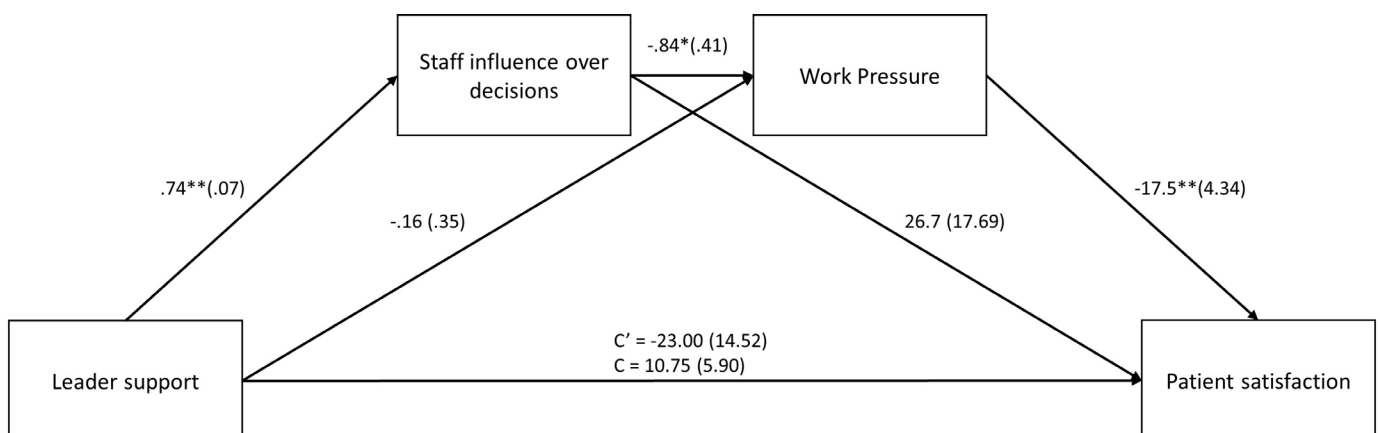 Staff influence over
decisions
-.84*(.41)
Work Pressure
.74**(.07)
-.16 (.35)
26.7 (17.69)
-17.5**(4.34)
C’ = -23.00 (14.52)
C = 10.75 (5.90)
Leader support
Patient satisfaction